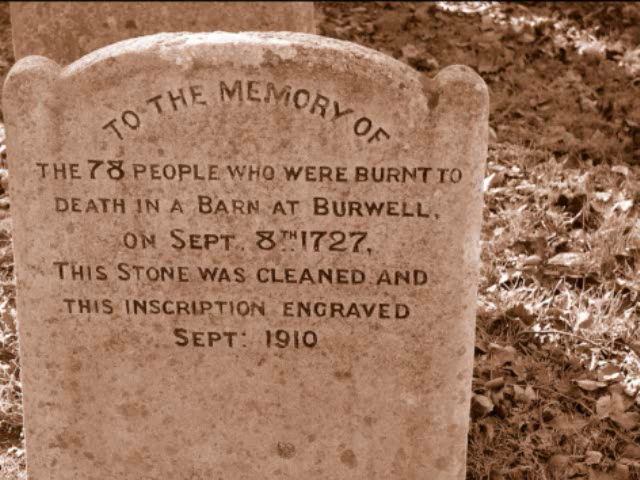 TO THE MEMORY OF
THE 78 PEOPLE WHO WERE BURNT TO
DEATH IN A BARN AT BURWELL,
ON SEPT. 8TH 1727.
THIS STONE WAS CLEANED AND
THIS INSCRIPTION ENGRAVED
SEPT: 1910